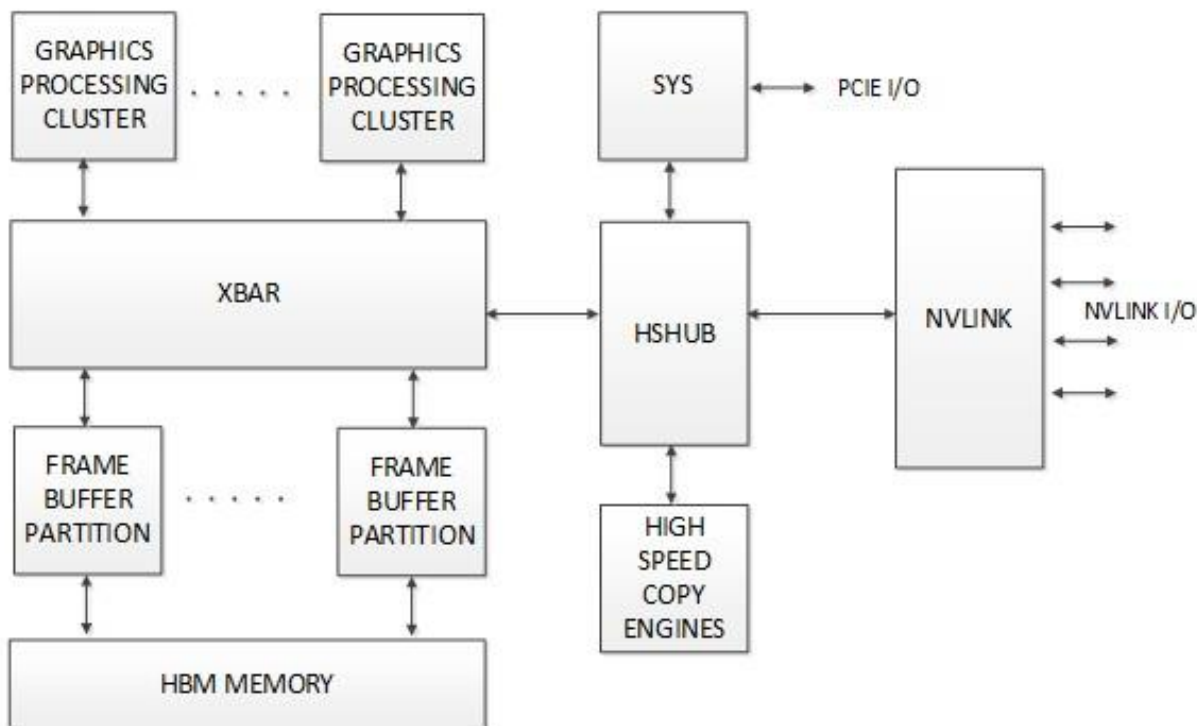 GRAPHICS
PROCESSING
CLUSTER
GRAPHICS
PROCESSING
CLUSTER
SYS
PCIE I/O
XBAR
HSHUB
NVLINK
NVLINK I/O
FRAME
BUFFER
PARTITION
FRAME
BUFFER
PARTITION
HIGH
SPEED
COPY
ENGINES
HBM MEMORY